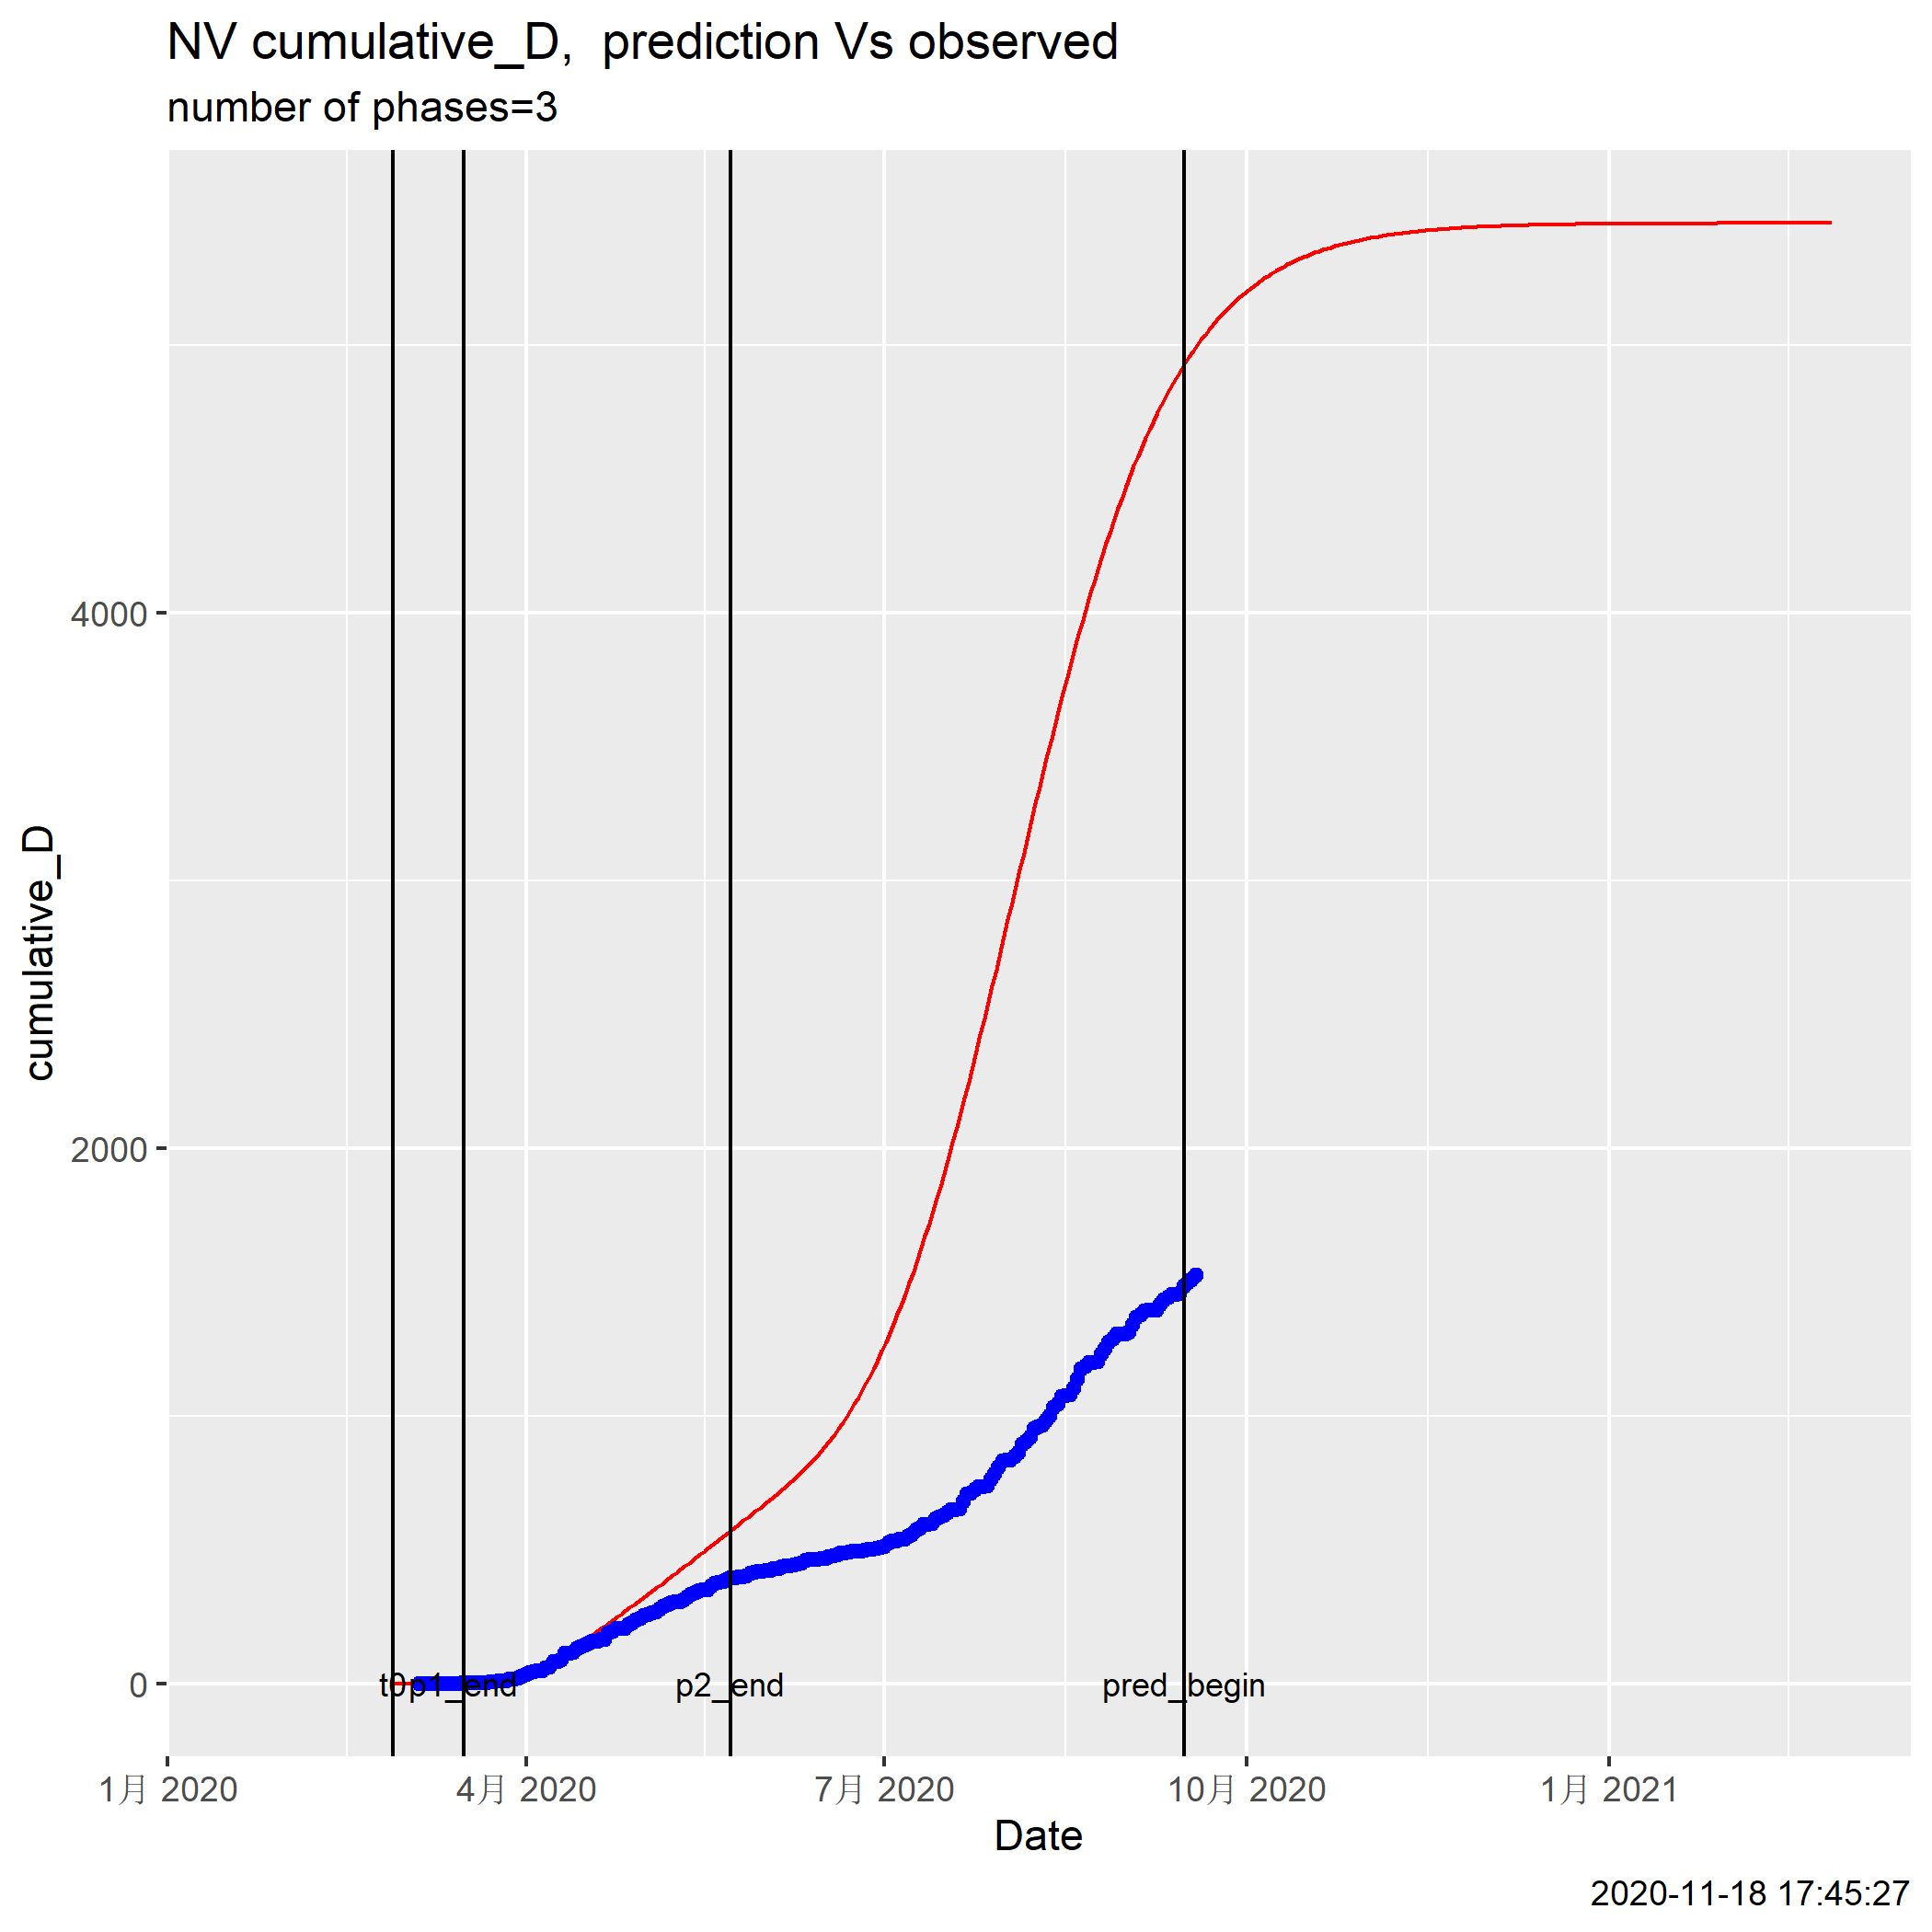 NV cumulative_D,  prediction Vs observed
number of phases=3
cumulative_D
4000
2000
0
t0
p1_end
p2_end
pred_begin
1月 2020
4月 2020
7月 2020
10月 2020
1月 2021
Date
2020-11-18 17:45:27